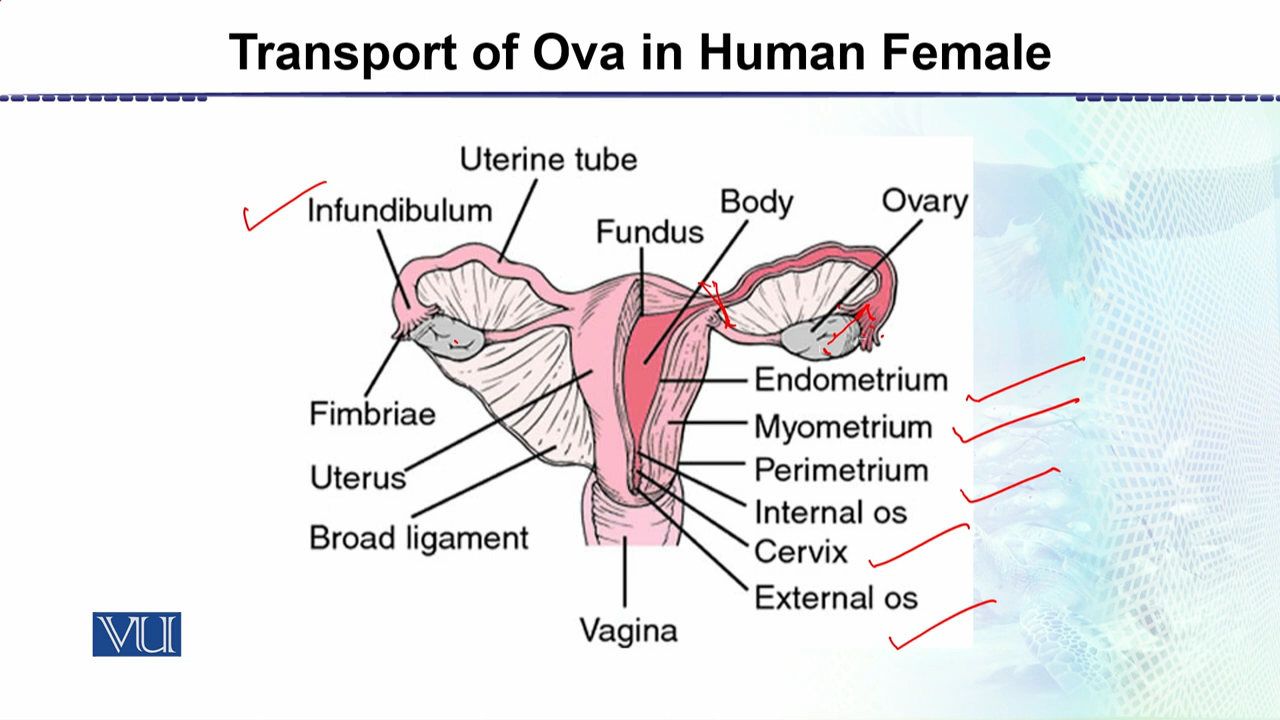 Transport of Ova in Human Female
Uterine tube
Infundibulum
Fundus
Body
Ovary
Endometrium
Fimbriae
Myometrium
Perimetrium
Uterus
Internal os
Broad ligament
Cervix
External os
Vagina
VU